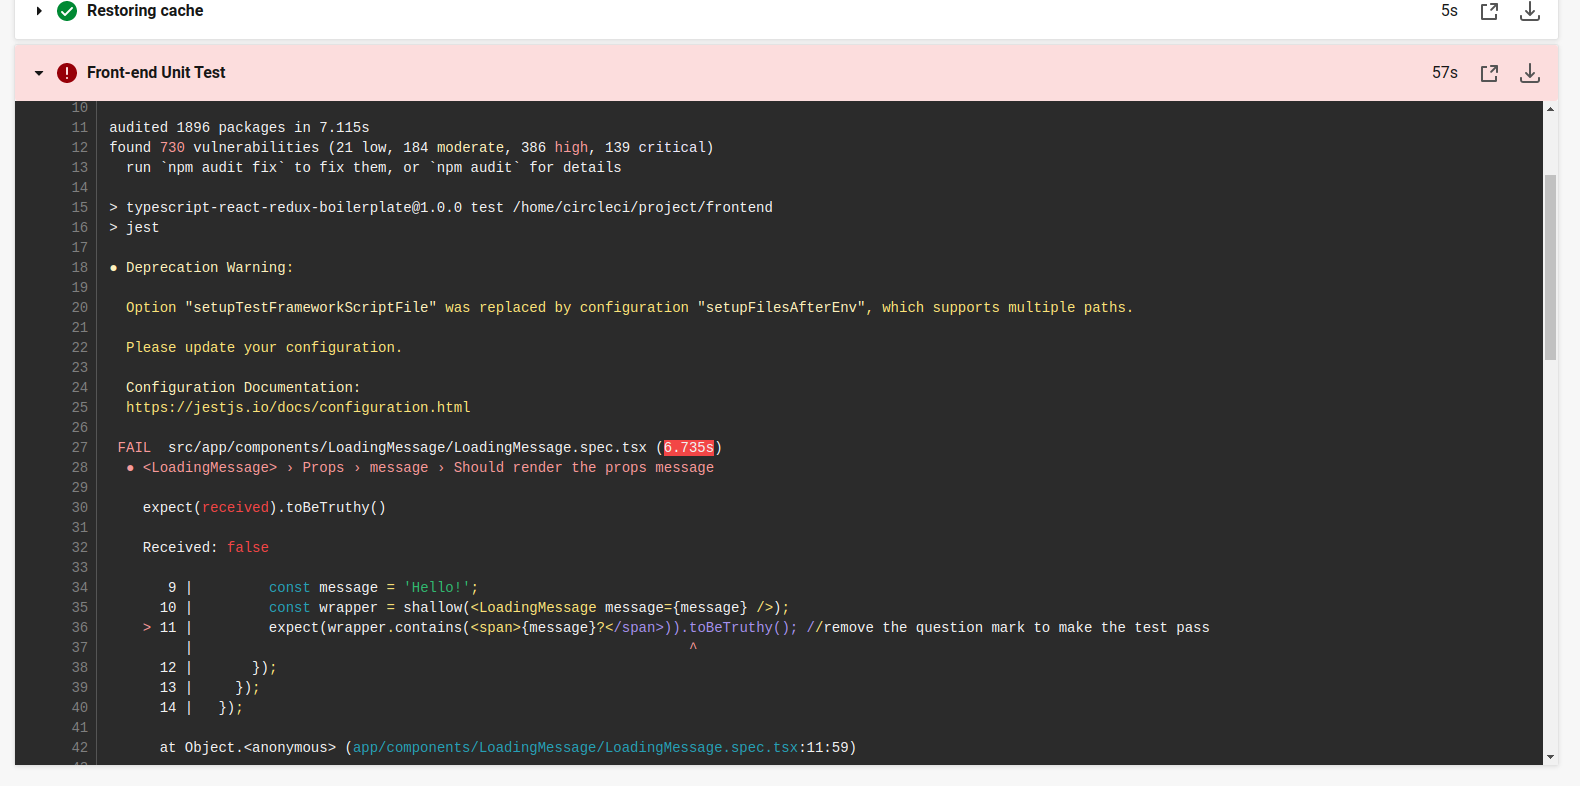 Restoring cache 5s
Front-end Unit Test 57s
10
11 audited 1896 packages in 7.115s
12 found 730 vulnerabilities (21 low, 184 moderate, 386 high, 139 critical)
13 run `npm audit fix` to fix them, or `npm audit` for details
14
15 > typescript-react-redux-boilerplate@1.0.0 test /home/circleci/project/frontend
16 > jest
17
18 ● Deprecation Warning:
19
20 Option "setupTestFrameworkScriptFile" was replaced by configuration "setupFilesAfterEnv", which supports multiple paths.
21
22 Please update your configuration.
23
24 Configuration Documentation:
25 https://jestjs.io/docs/configuration.html
26
27 FAIL src/app/components/LoadingMessage/LoadingMessage.spec.tsx (6.735s)
28 ● <LoadingMessage> › Props › message › Should render the props message
29
30 expect(received).toBeTruthy()
31
32 Received: false
33
34 9 | const message = 'Hello!';
35 10 | const wrapper = shallow(<LoadingMessage message={message} />);
36 > 11 | expect(wrapper.contains(<span>{message}?</span>)).toBeTruthy(); //remove the question mark to make the test pass
37 | ^
38 12 | });
39 13 | });
40 14 | });
41
42 at Object.<anonymous> (app/components/LoadingMessage/LoadingMessage.spec.tsx:11:59)